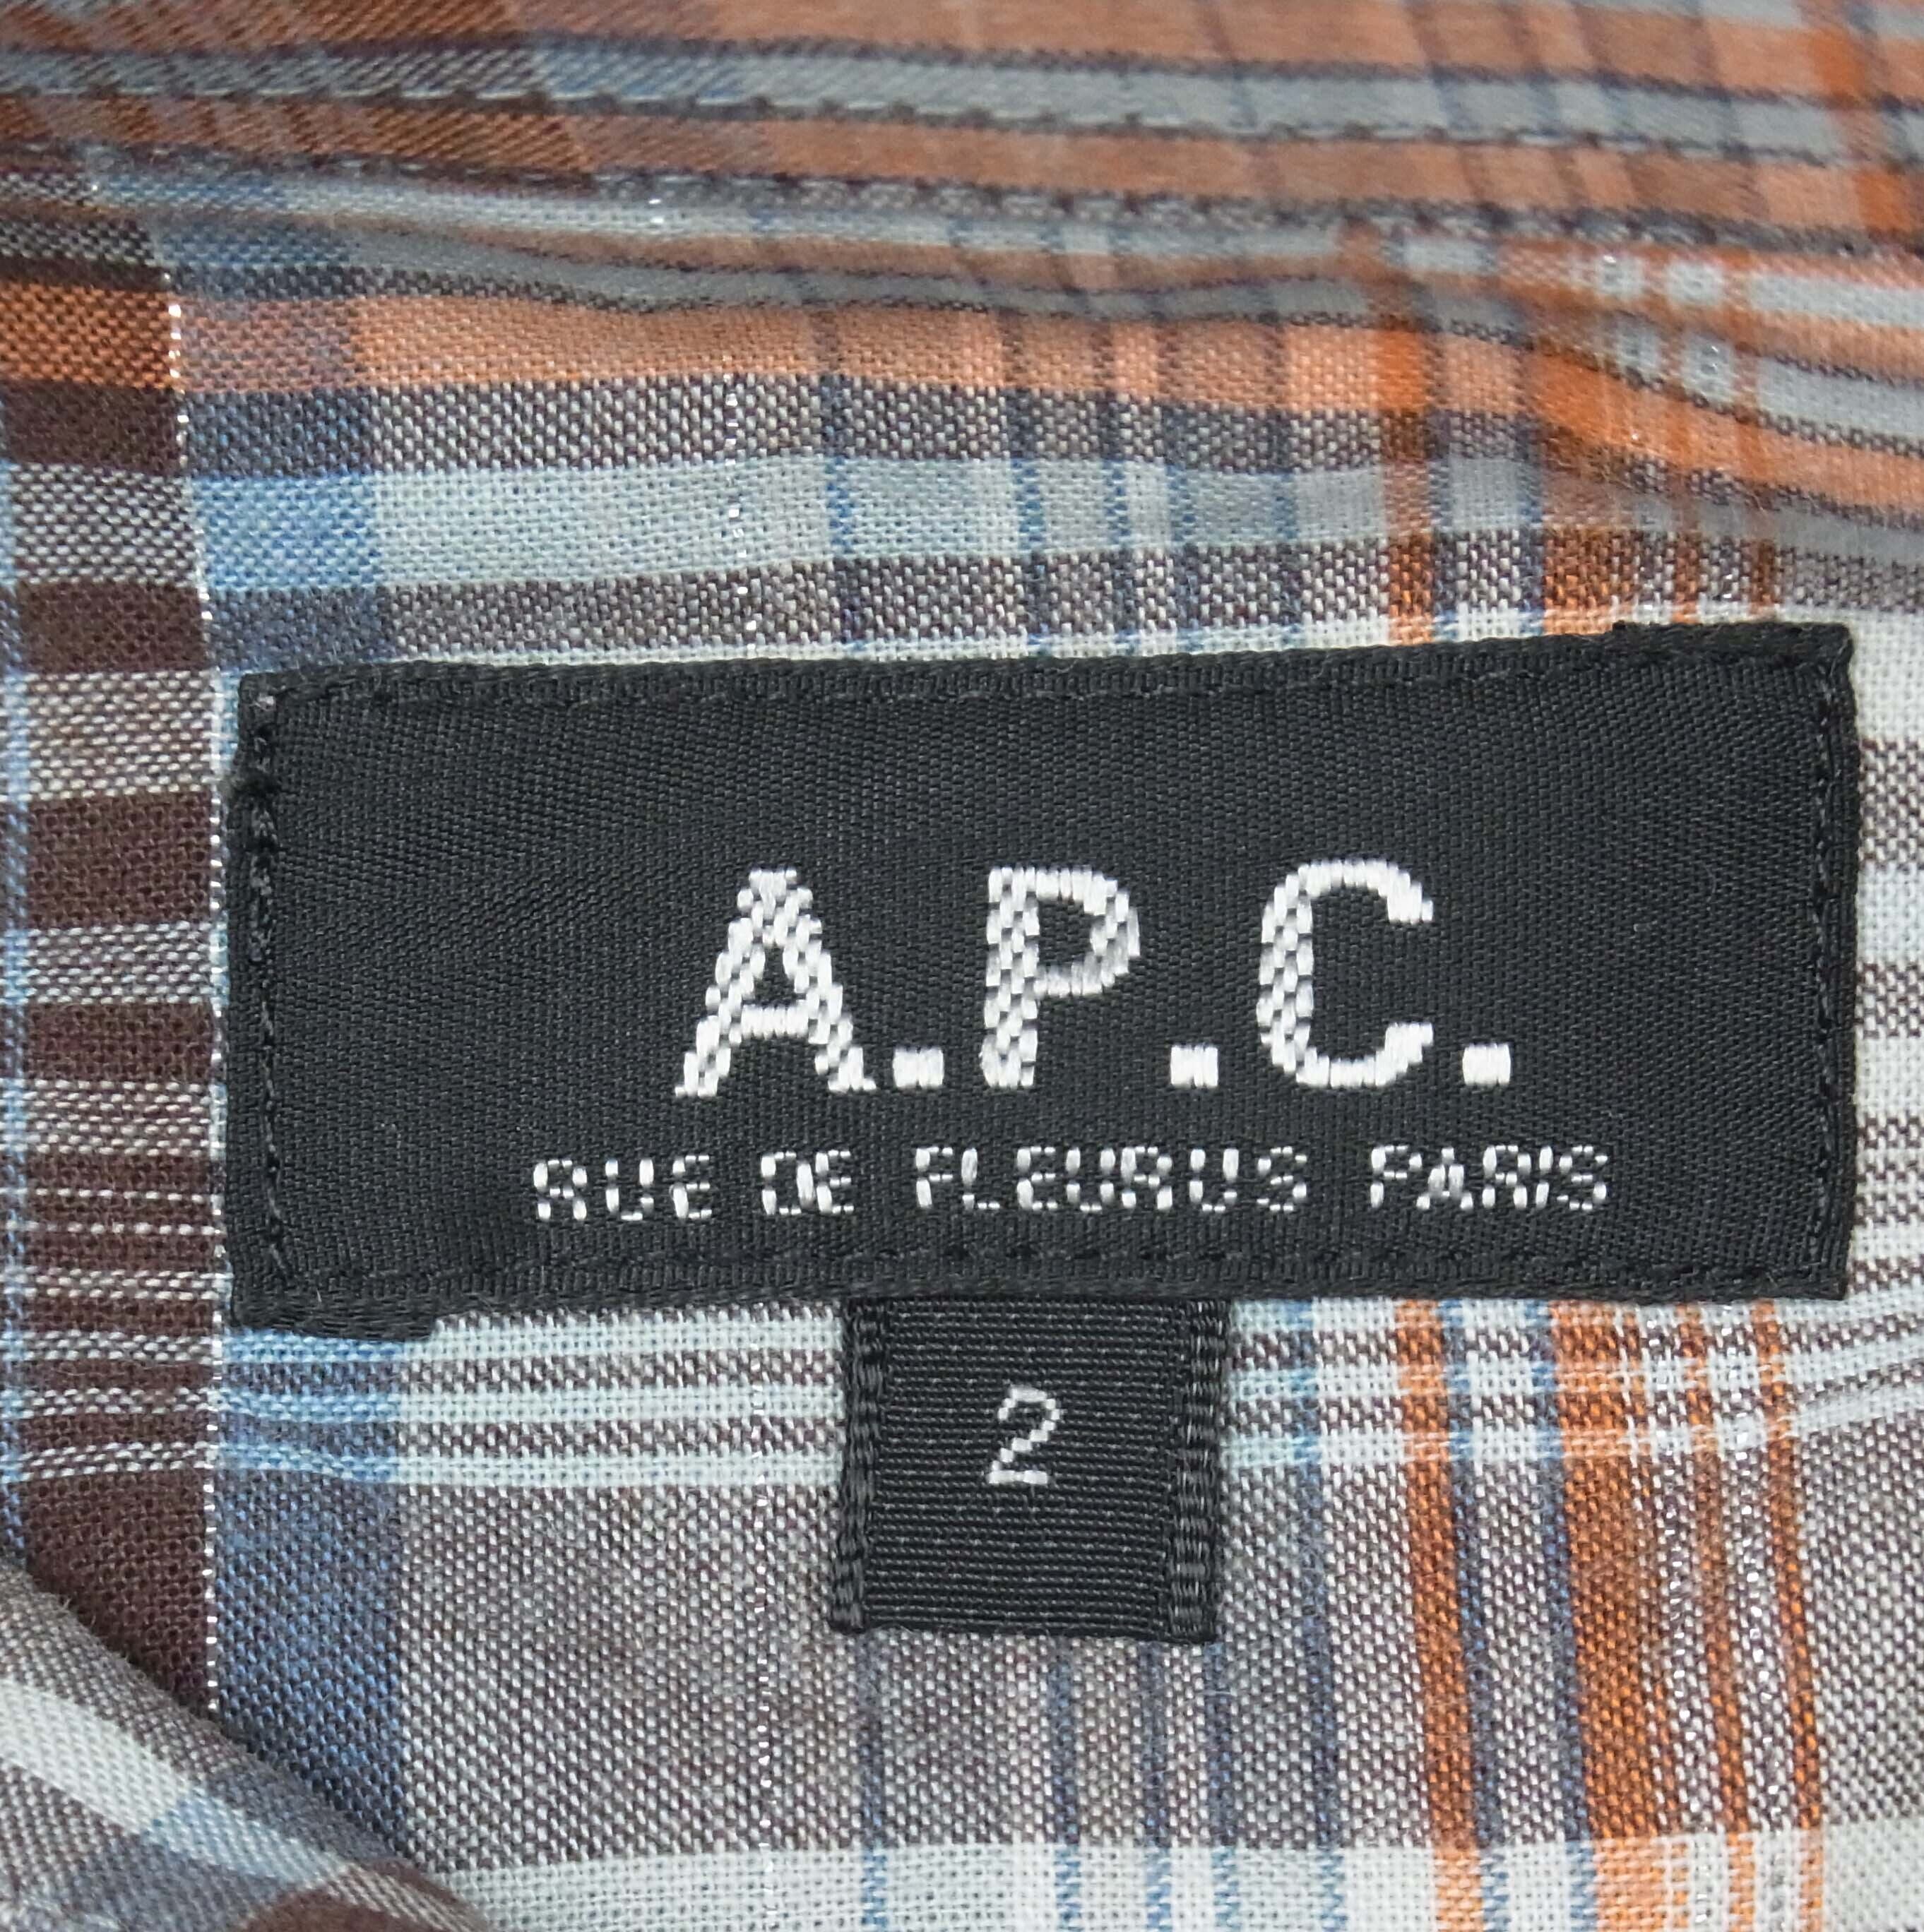 A.P.C.
RUE DE FLEURUS PARIS
2